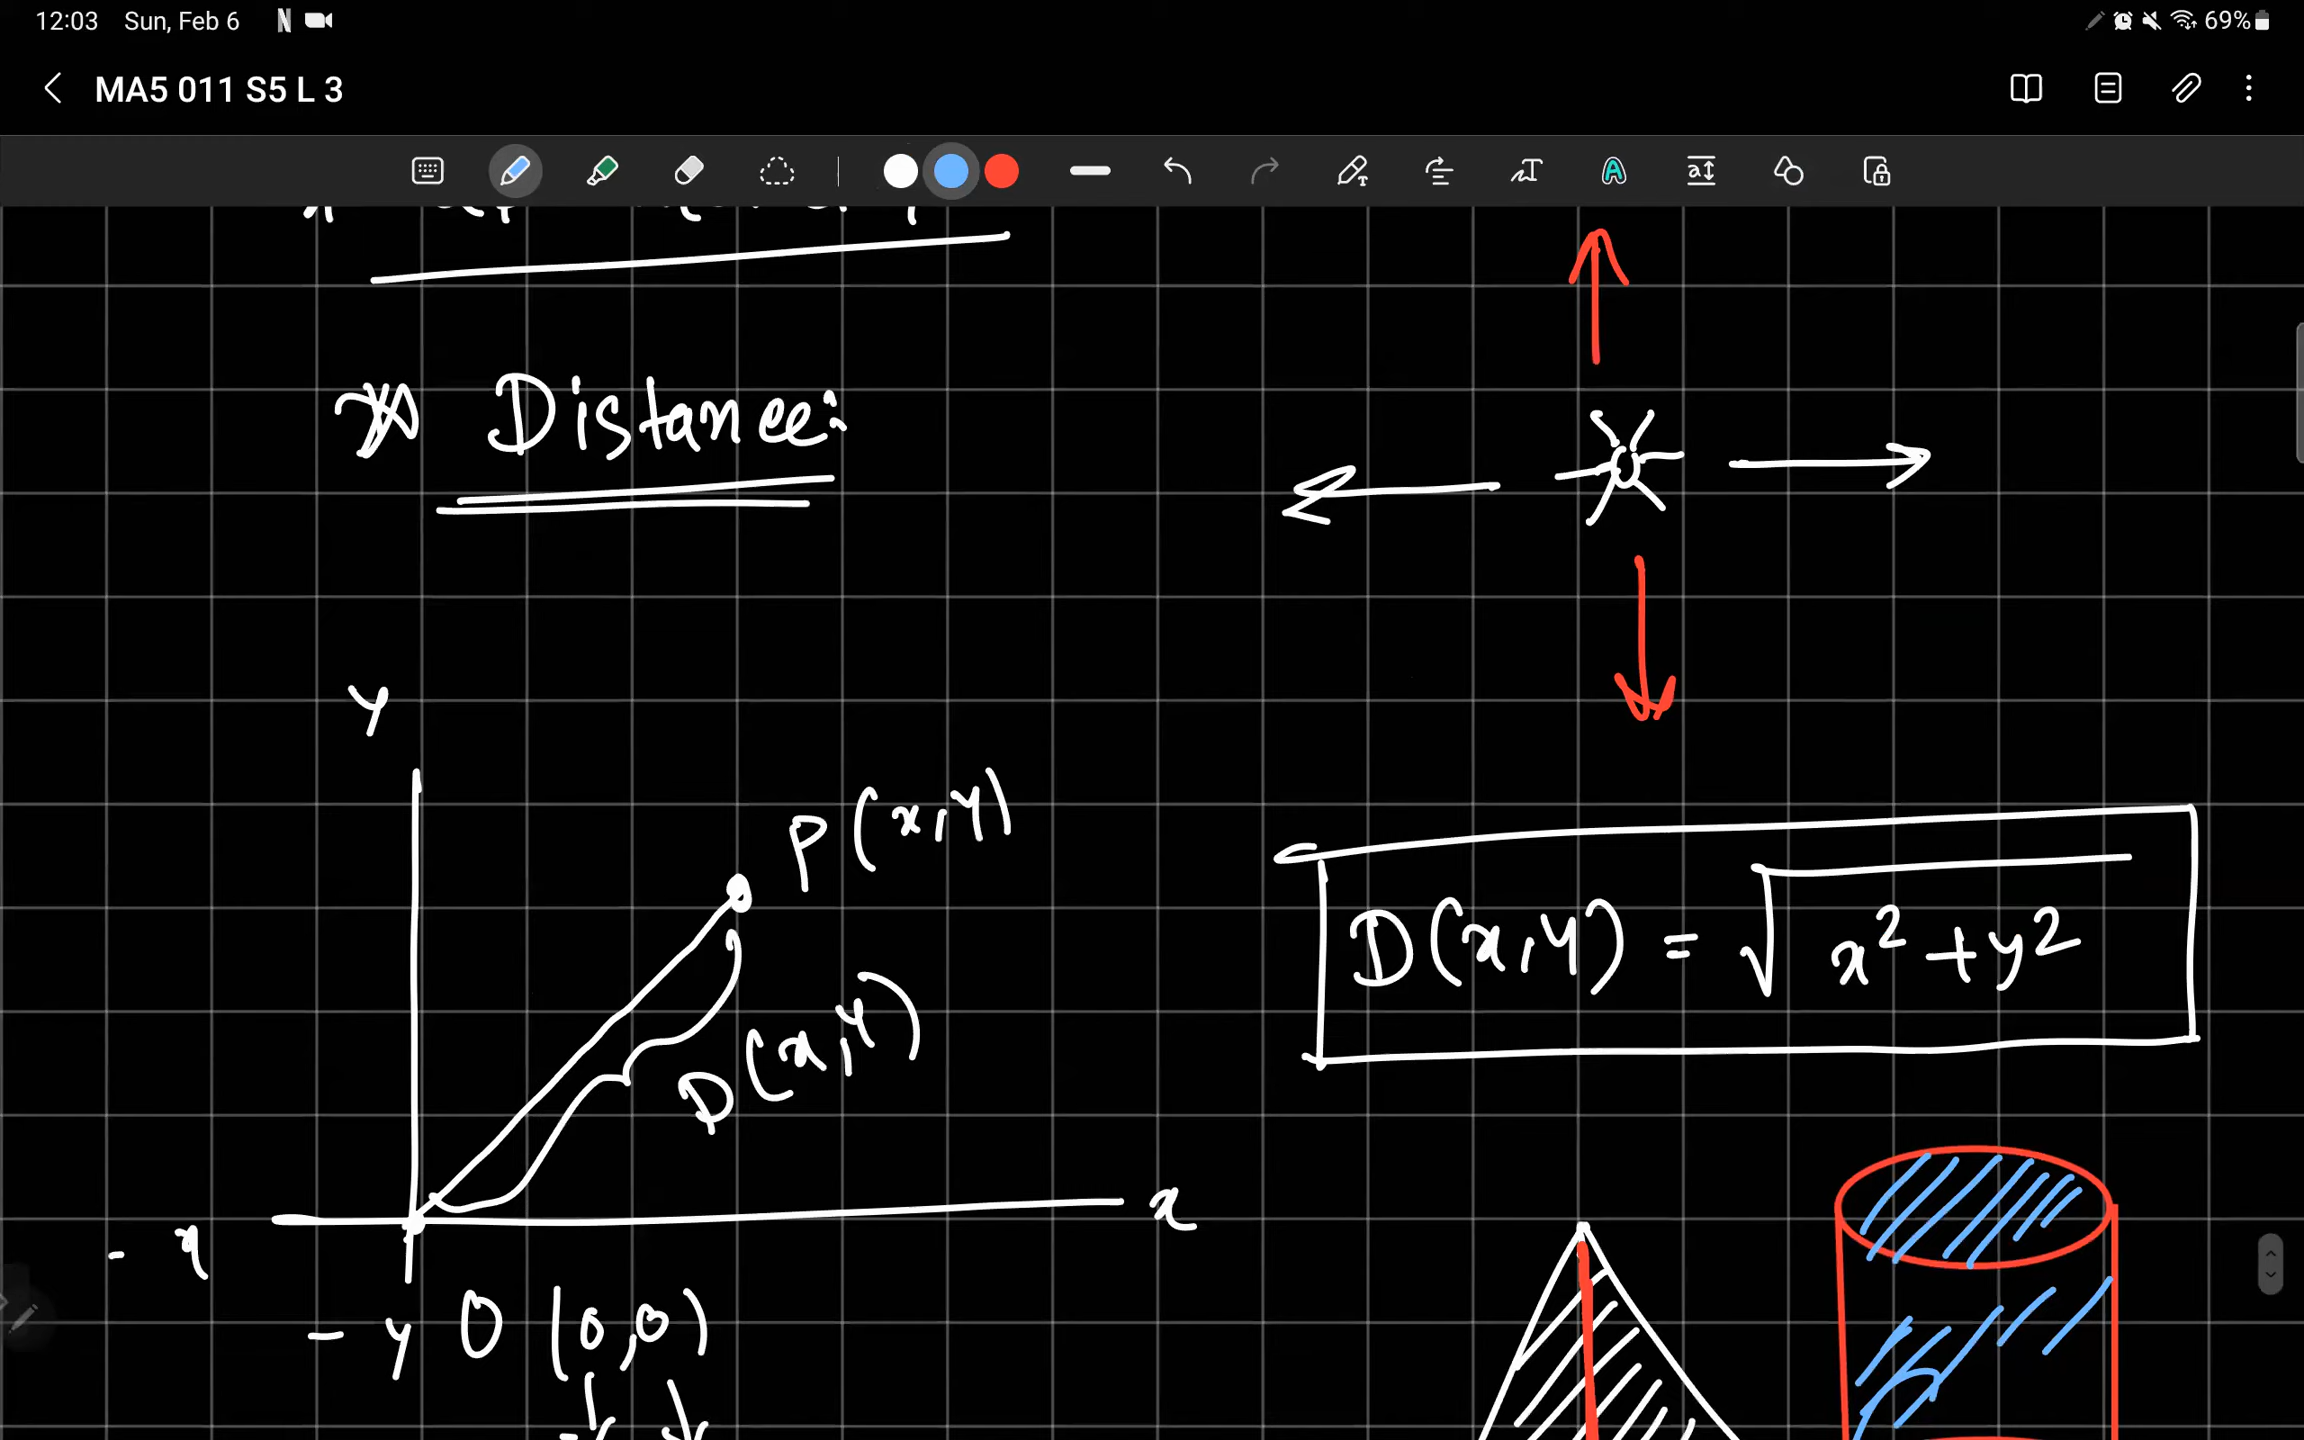 12:03 Sun, Feb 6
69%
MA5 011 S5 L 3
Distance:
y
P(x,y)
D(x,y) = √x²+y2
D(x,y)
x
- x
- y O (0,0)